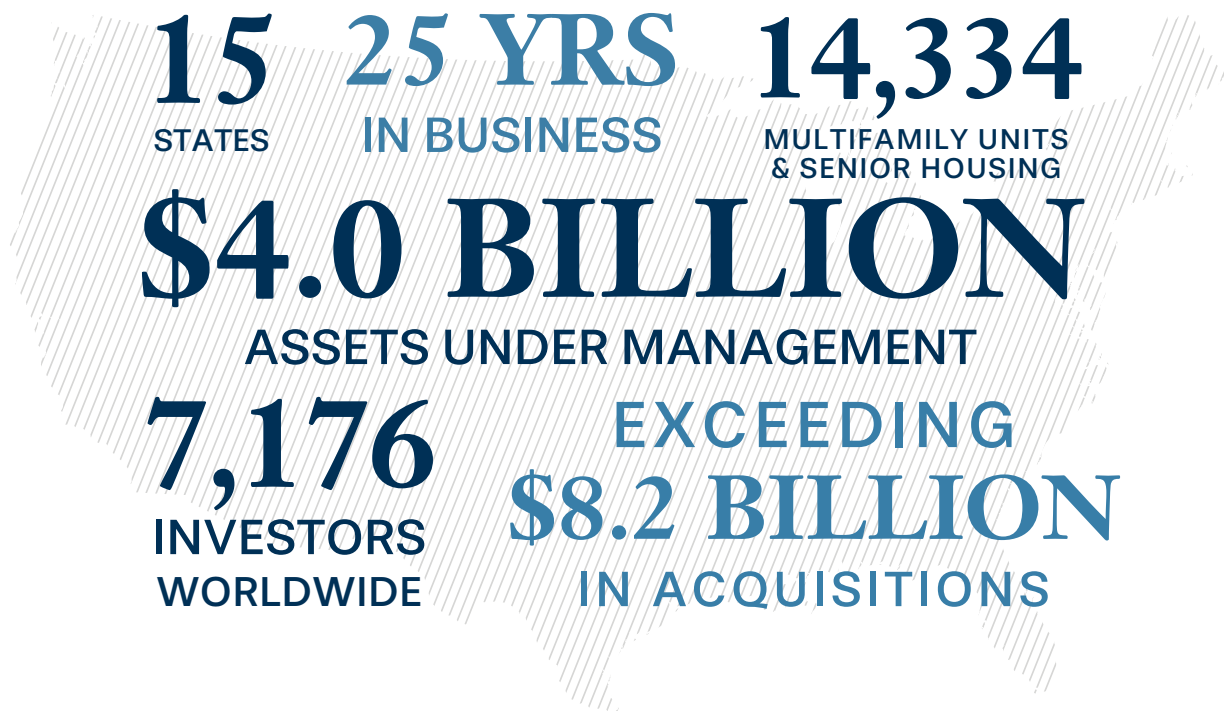 15
STATES
25 YRS
IN BUSINESS
14,334
MULTIFAMILY UNITS
& SENIOR HOUSING
$4.0 BILLION
ASSETS UNDER MANAGEMENT
7,176
INVESTORS
WORLDWIDE
EXCEEDING
$8.2 BILLION
IN ACQUISITIONS